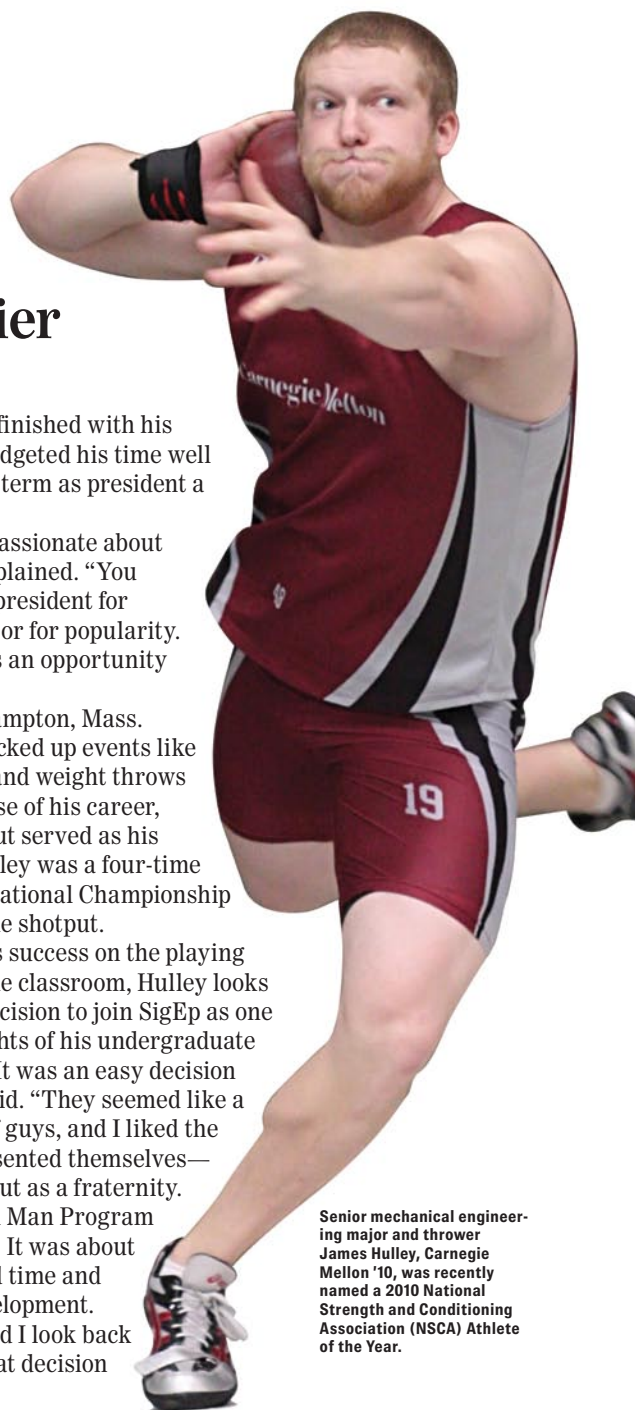 ier
finished with his
dgeted his time well
term as president a
assionate about
plained. “You
president for
or for popularity.
s an opportunity
ampton, Mass.
cked up events like
and weight throws
se of his career,
ut served as his
ley was a four-time
ational Championship
e shotput.
s success on the playing
e classroom, Hulley looks
cision to join SigEp as one
hts of his undergraduate
It was an easy decision
id. “They seemed like a
f guys, and I liked the
sented themselves—
ut as a fraternity.
Man Program
It was about
l time and
elopment.
d I look back
at decision
Carnegie Mellon
19
Senior mechanical engineer-
ing major and thrower
James Hulley, Carnegie
Mellon ’10, was recently
named a 2010 National
Strength and Conditioning
Association (NSCA) Athlete
of the Year.